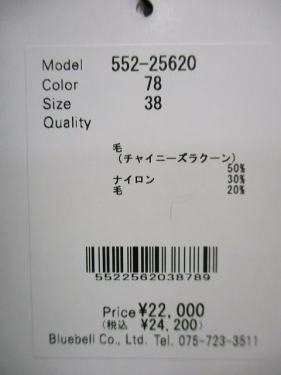 Model 552-25620
Color 78
Size 38
Quality
毛
(チャイニーズラクーン)
50%
ナイロン 30%
毛 20%
5522562038789
Price ¥22,000
(税込 ¥24,200)
Bluebell Co., Ltd. Tel. 075-723-3511